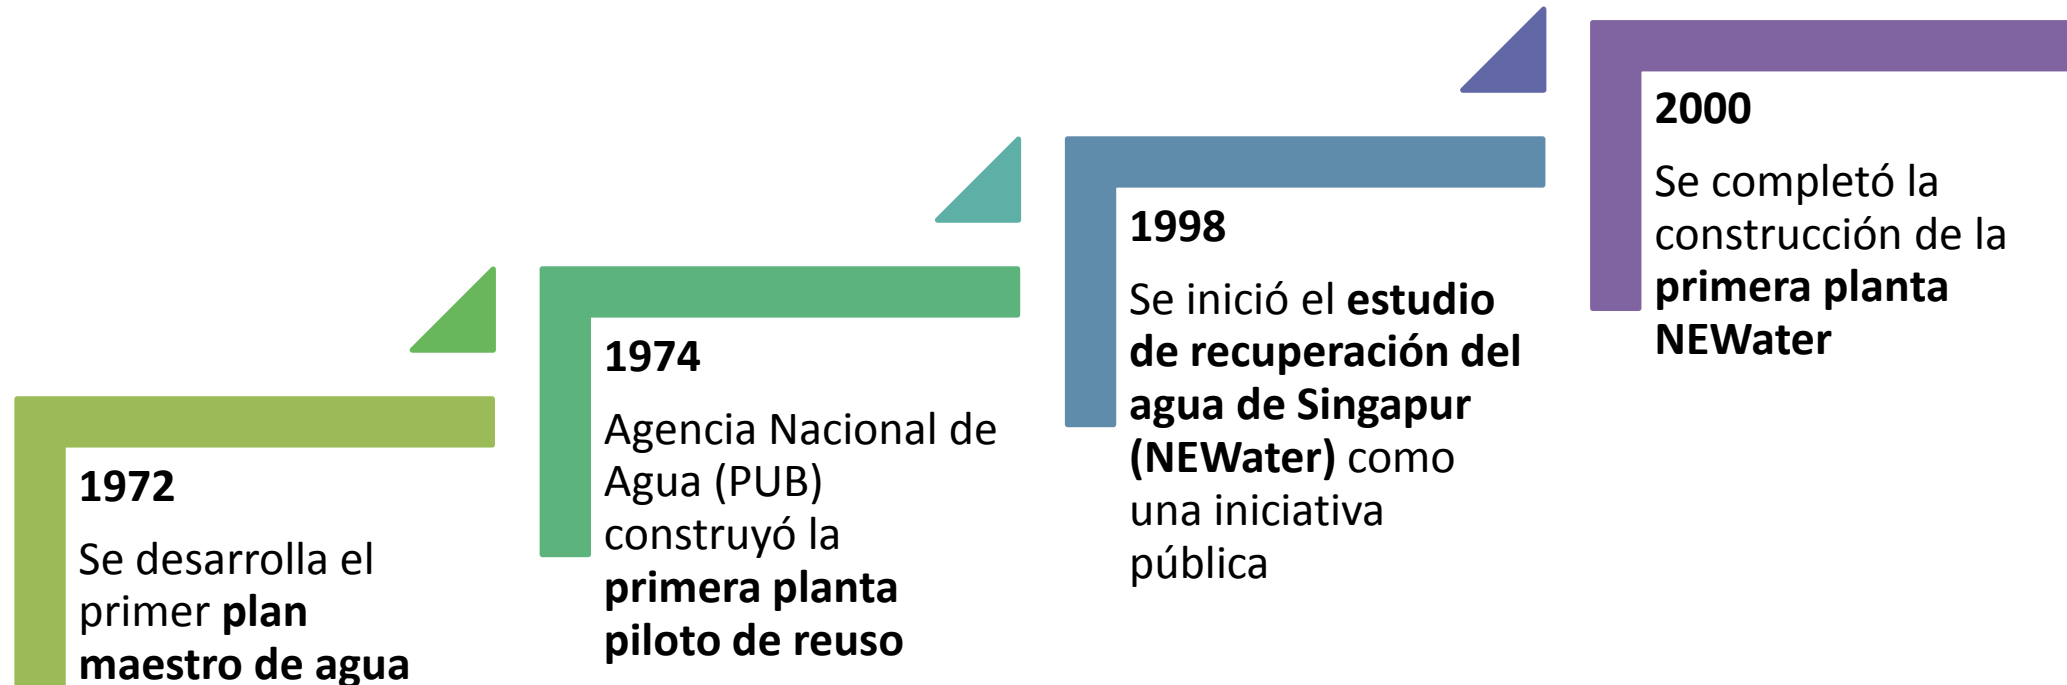 1972
Se desarrolla el
primer plan
maestro de agua
1974
Agencia Nacional de
Agua (PUB)
construyó la
primera planta
piloto de reuso
1998
Se inició el estudio
de recuperación del
agua de Singapur
(NEWater) como
una iniciativa
pública
2000
Se completó la
construcción de la
primera planta
NEWater